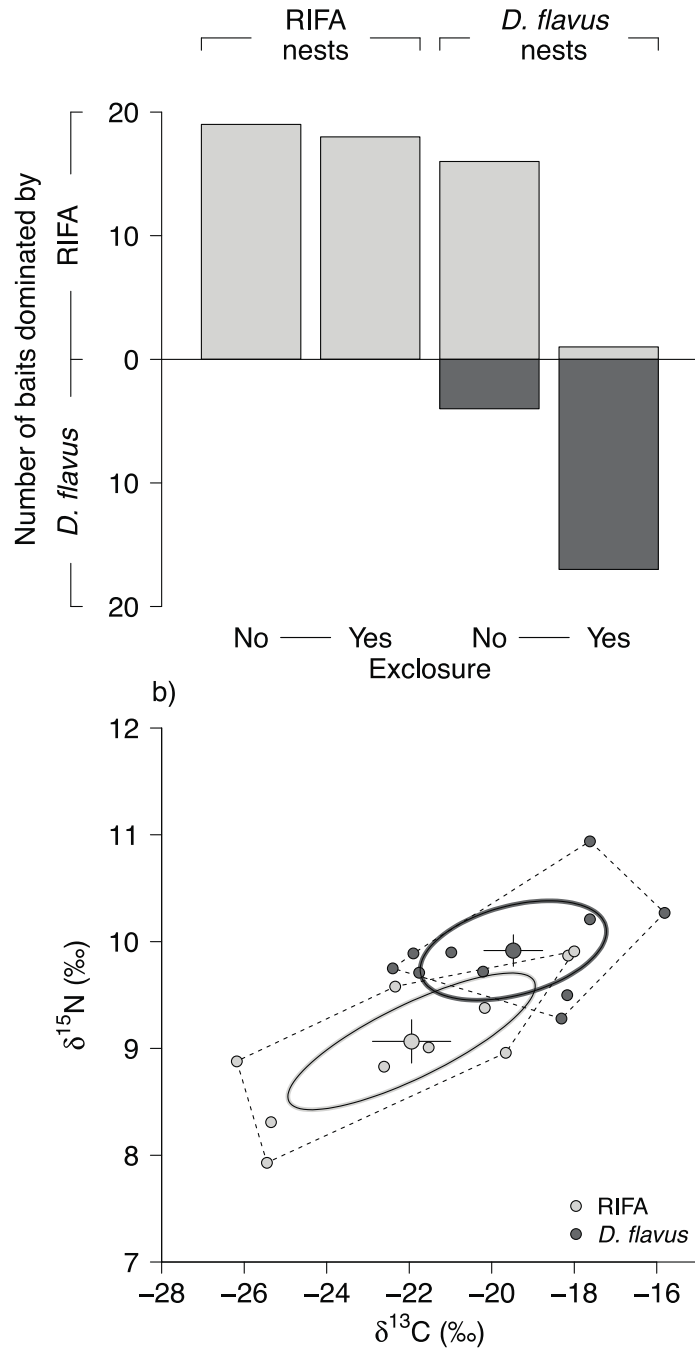 RIFA
nests
D. flavus
nests
Number of baits dominated by
RIFA
D. flavus
20
10
0
10
20
No Yes No Yes
Exclosure
b)
12
11
10
9
8
7
δ¹⁵N (‰)
RIFA
D. flavus
−28 −26 −24 −22 −20 −18 −16
δ¹³C (‰)